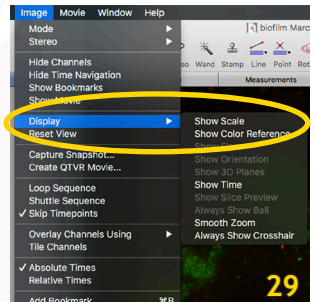 Image Movie Window Help
biofilm Marc
Mode
Stereo
so Wand Stamp Line Point Rot
Hide Channels
Hide Time Navigation
Measurements
Show Bookmarks
Show Movie
Display
Show Scale
Reset View
Show Color Reference
Capture Snapshot...
Show Orientation
Create QTVR Movie...
Show 3D Planes
Show Time
Loop Sequence
Show Slice Preview
Shuttle Sequence
Always Show Ball
✓ Skip Timepoints
Smooth Zoom
Overlay Channels Using
Always Show Crosshair
Tile Channels
✓ Absolute Times
Relative Times
29
Add Bookmark ⌘B